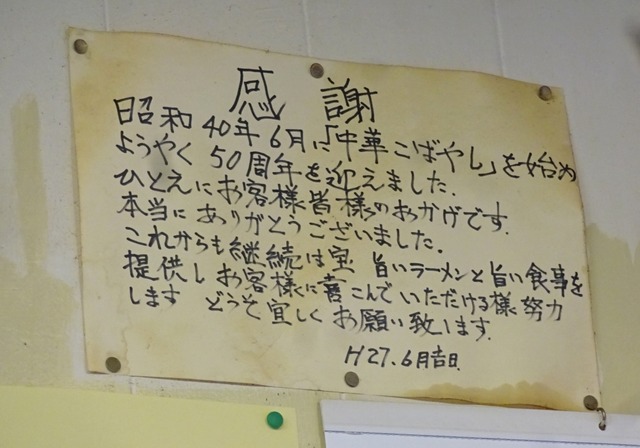 感謝
昭和40年6月に「中華こばやし」を始め
ようやく50周年を迎えました.
ひとえにお客様皆様のおかげです.
本当にありがとうございました.
これからも継続は宝 旨いラーメンと旨い食事を
提供しお客様に喜こんでいただける様努力
します どうぞ宜しくお願い致します.
H27.6月吉日.